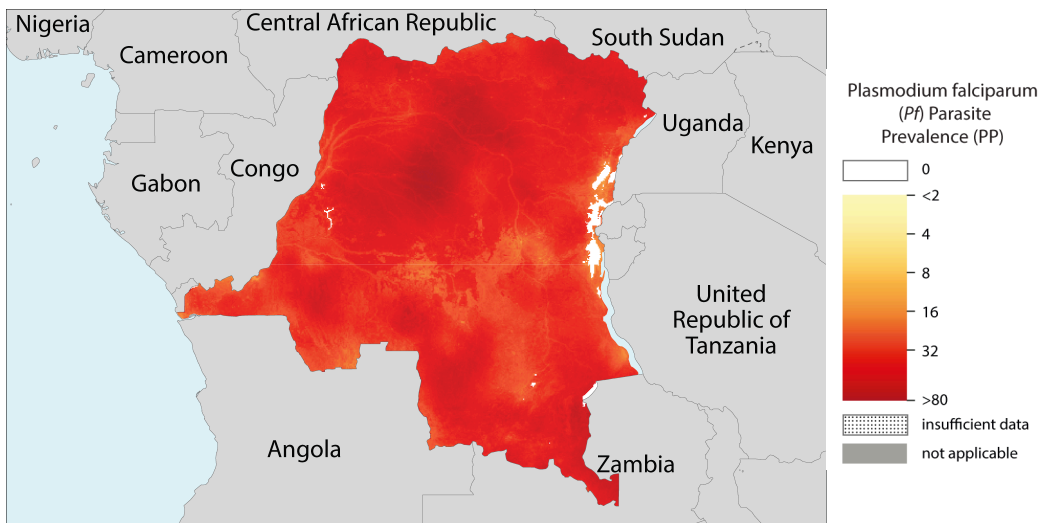 Nigeria
Central African Republic
South Sudan
Cameroon
Uganda
Kenya
Congo
Gabon
United
Republic of
Tanzania
Angola
Zambia
Plasmodium falciparum
(Pf) Parasite
Prevalence (PP)
0
<2
4
8
16
32
>80
insufficient data
not applicable